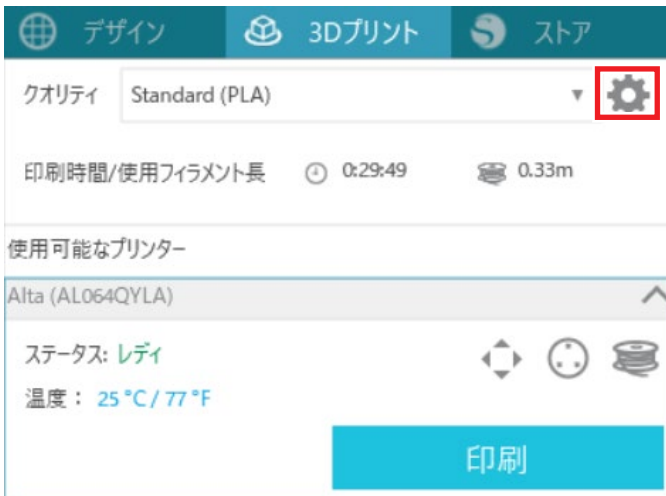 デザイン 3Dプリント ストア
クオリティ Standard (PLA)
印刷時間/使用フィラメント長 0:29:49 0.33m
使用可能なプリンター
Alta (AL064QYLA)
ステータス: レディ
温度： 25 °C / 77 °F
印刷